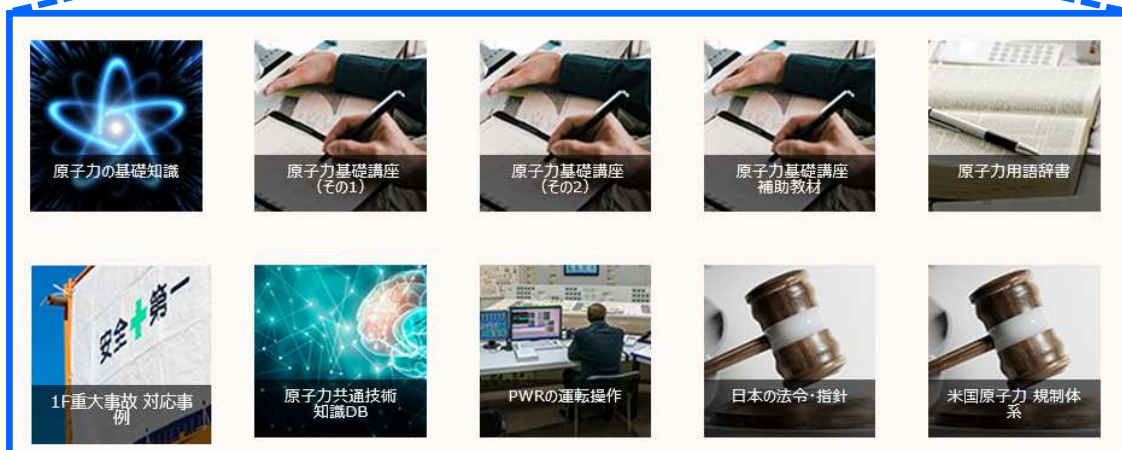 原子力の基礎知識
原子力基礎講座
（その1）
原子力基礎講座
（その2）
原子力基礎講座
補助教材
原子力用語辞書
安全✚第一
1F重大事故 対応事
例
原子力共通技術
知識DB
PWRの運転操作
日本の法令・指針
米国原子力 規制体
系